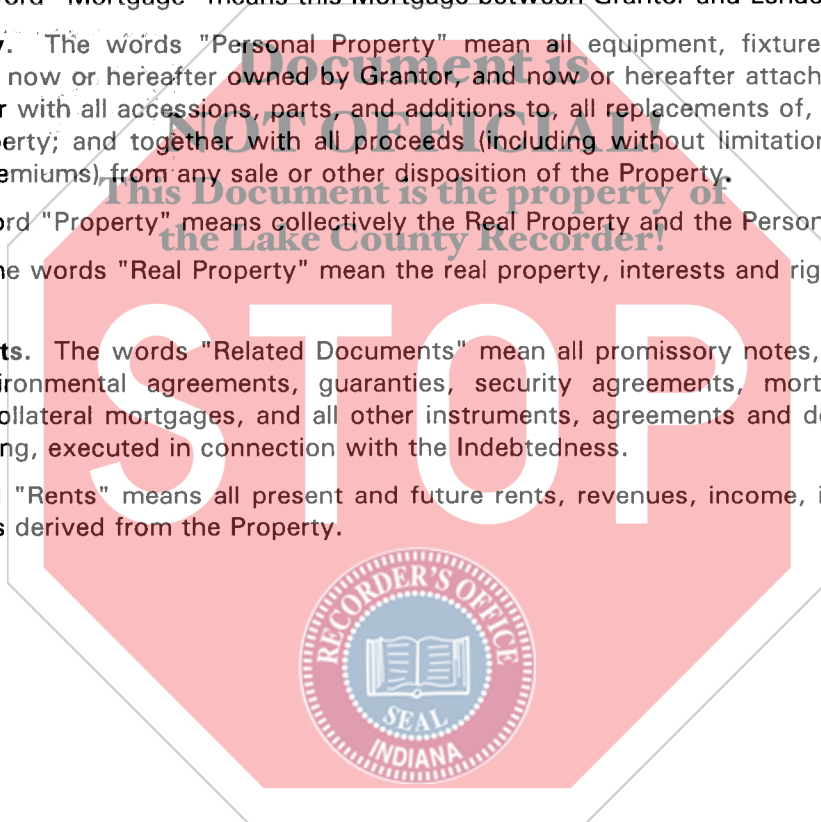 ord "Mortgage" means this Mortgage between Grantor and Lende
y. The words "Personal Property" mean all equipment, fixture
now or hereafter owned by Grantor, and now or hereafter attach
r with all accessions, parts, and additions to, all replacements of,
erty; and together with all proceeds (including without limitation
emiums) from any sale or other disposition of the Property.
ord "Property" means collectively the Real Property and the Person
he words "Real Property" mean the real property, interests and rig
ts. The words "Related Documents" mean all promissory notes,
ironmental agreements, guaranties, security agreements, mort
ollateral mortgages, and all other instruments, agreements and d
ng, executed in connection with the Indebtedness.
"Rents" means all present and future rents, revenues, income, i
s derived from the Property.
Document is
NOT OFFICIAL!
This Document is the property of
the Lake County Recorder!
STOP
RECORDER'S OFFICE
SEAL
INDIANA